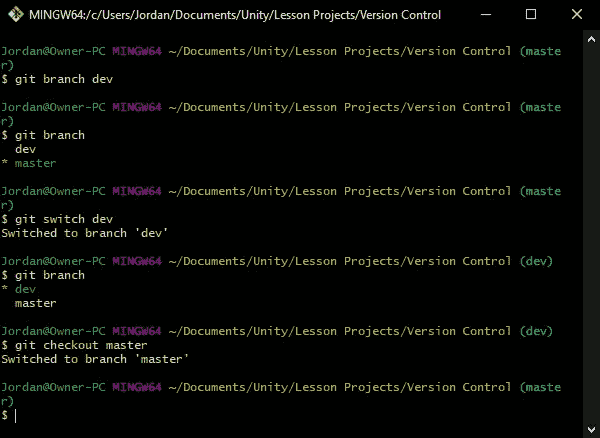 MINGW64:/c/Users/Jordan/Documents/Unity/Lesson Projects/Version Control
Jordan@Owner-PC MINGW64 ~/Documents/Unity/Lesson Projects/Version Control (maste
r)
$ git branch dev
Jordan@Owner-PC MINGW64 ~/Documents/Unity/Lesson Projects/Version Control (maste
r)
$ git branch
dev
* master
Jordan@Owner-PC MINGW64 ~/Documents/Unity/Lesson Projects/Version Control (maste
r)
$ git switch dev
Switched to branch 'dev'
Jordan@Owner-PC MINGW64 ~/Documents/Unity/Lesson Projects/Version Control (dev)
$ git branch
* dev
master
Jordan@Owner-PC MINGW64 ~/Documents/Unity/Lesson Projects/Version Control (dev)
$ git checkout master
Switched to branch 'master'
Jordan@Owner-PC MINGW64 ~/Documents/Unity/Lesson Projects/Version Control (maste
r)
$